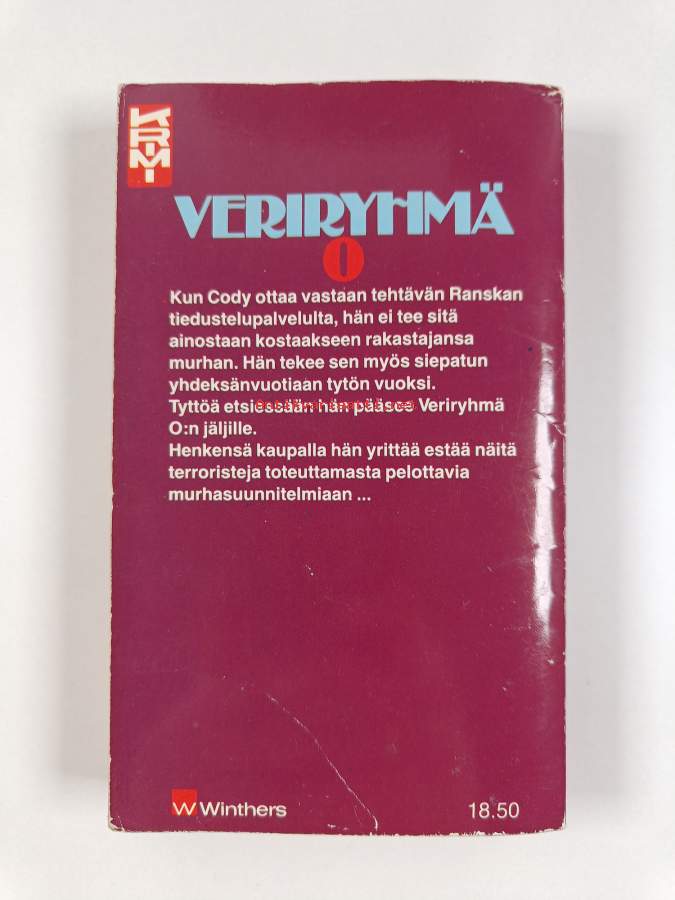 KRIMI
VERIRYHMÄ
O
Kun Cody ottaa vastaan tehtävän Ranskan
tiedustelupalvelulta, hän ei tee sitä
ainostaan kostaakseen rakastajansa
murhan. Hän tekee sen myös siepatun
yhdeksänvuotiaan tytön vuoksi.
Tyttöä etsiessään hän pääsee Veriryhmä
O:n jäljille.
Henkensä kaupalla hän yrittää estää näitä
terroristeja toteuttamasta pelottavia
murhasuunnitelmiaan ...
W Winthers
18.50